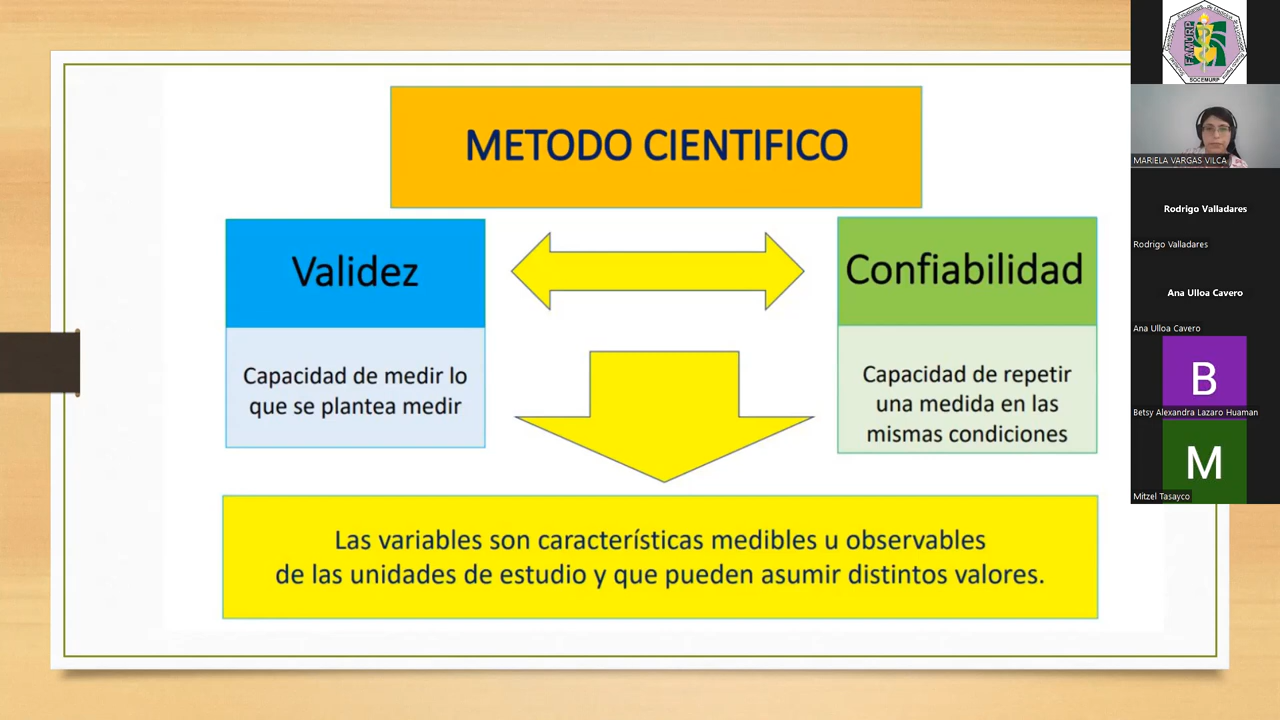 METODO CIENTIFICO
Validez
Confiabilidad
Capacidad de medir lo
que se plantea medir
Capacidad de repetir
una medida en las
mismas condiciones
Las variables son características medibles u observables
de las unidades de estudio y que pueden asumir distintos valores.
FAMURP
SOCEMURP
MARIELA VARGAS VILCA
Rodrigo Valladares
Rodrigo Valladares
Ana Ulloa Cavero
Ana Ulloa Cavero
B
Betsy Alexandra Lazaro Huaman
M
Mitzel Tasayco